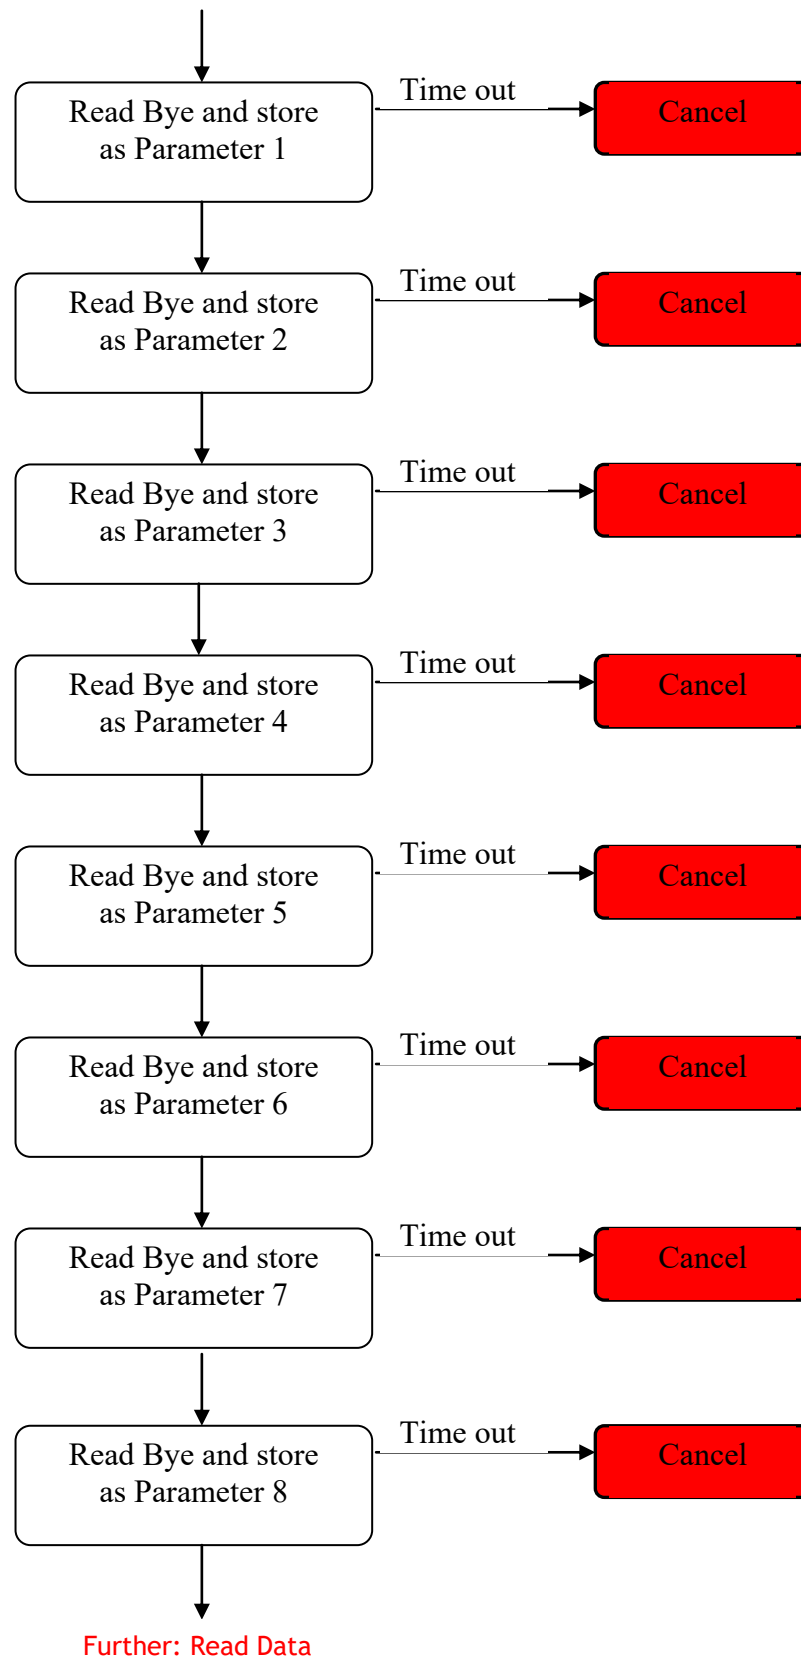 Time out
Read Bye and store
as Parameter 1
Cancel
Time out
Read Bye and store
as Parameter 2
Cancel
Time out
Read Bye and store
as Parameter 3
Cancel
Time out
Read Bye and store
as Parameter 4
Cancel
Time out
Read Bye and store
as Parameter 5
Cancel
Time out
Read Bye and store
as Parameter 6
Cancel
Time out
Read Bye and store
as Parameter 7
Cancel
Time out
Read Bye and store
as Parameter 8
Cancel
Further: Read Data